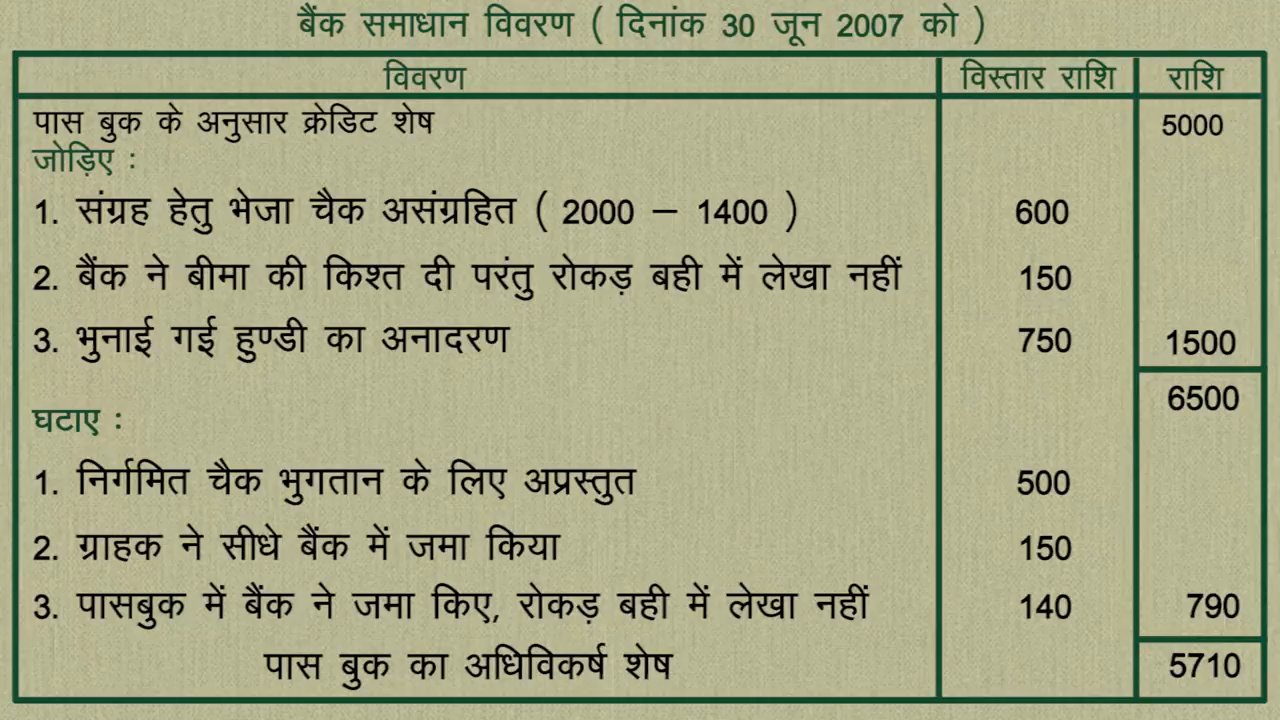 बैंक समाधान विवरण ( दिनांक 30 जून 2007 को )
विवरण विस्तार राशि राशि
पास बुक के अनुसार क्रेडिट शेष 5000
जोड़िए :
1. संग्रह हेतु भेजा चैक असंग्रहित ( 2000 – 1400 ) 600
2. बैंक ने बीमा की किश्त दी परंतु रोकड़ बही में लेखा नहीं 150
3. भुनाई गई हुण्डी का अनादरण 750 1500
6500
घटाए :
1. निर्गमित चैक भुगतान के लिए अप्रस्तुत 500
2. ग्राहक ने सीधे बैंक में जमा किया 150
3. पासबुक में बैंक ने जमा किए, रोकड़ बही में लेखा नहीं 140 790
पास बुक का अधिविकर्ष शेष 5710